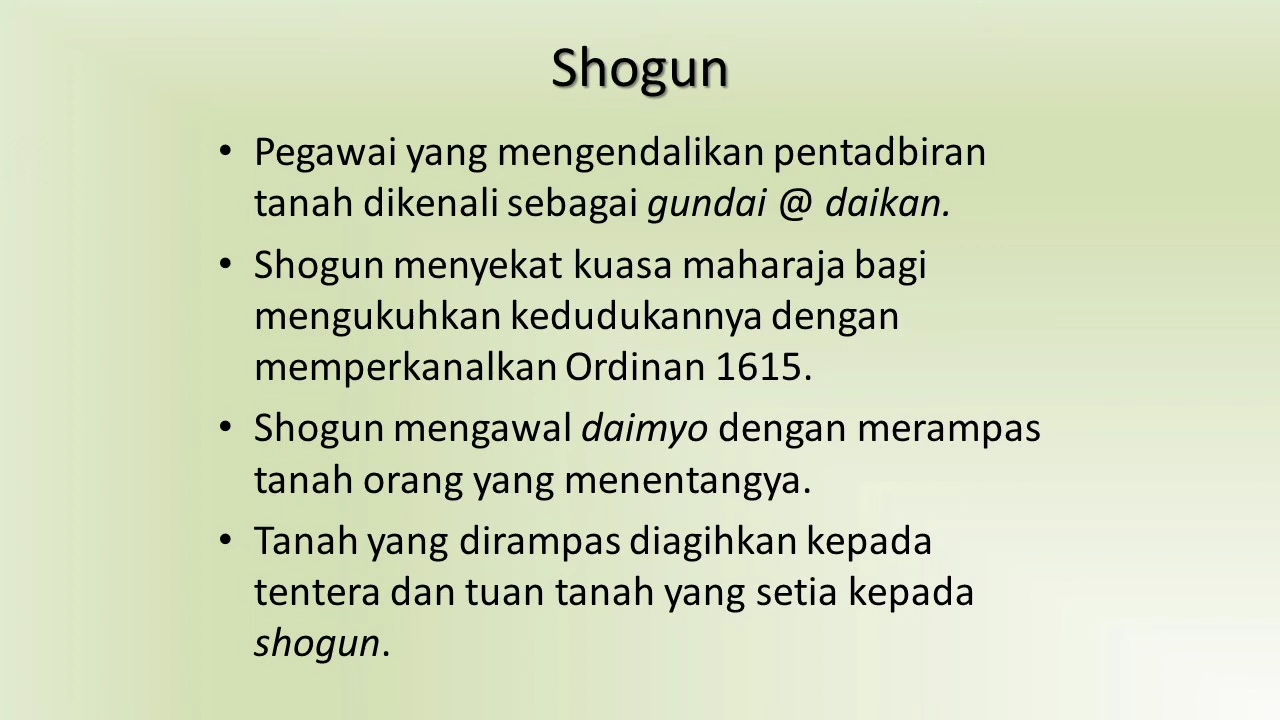 Shogun
• Pegawai yang mengendalikan pentadbiran
tanah dikenali sebagai gundai @ daikan.
• Shogun menyekat kuasa maharaja bagi
mengukuhkan kedudukannya dengan
memperkanalkan Ordinan 1615.
• Shogun mengawal daimyo dengan merampas
tanah orang yang menentangya.
• Tanah yang dirampas diagihkan kepada
tentera dan tuan tanah yang setia kepada
shogun.